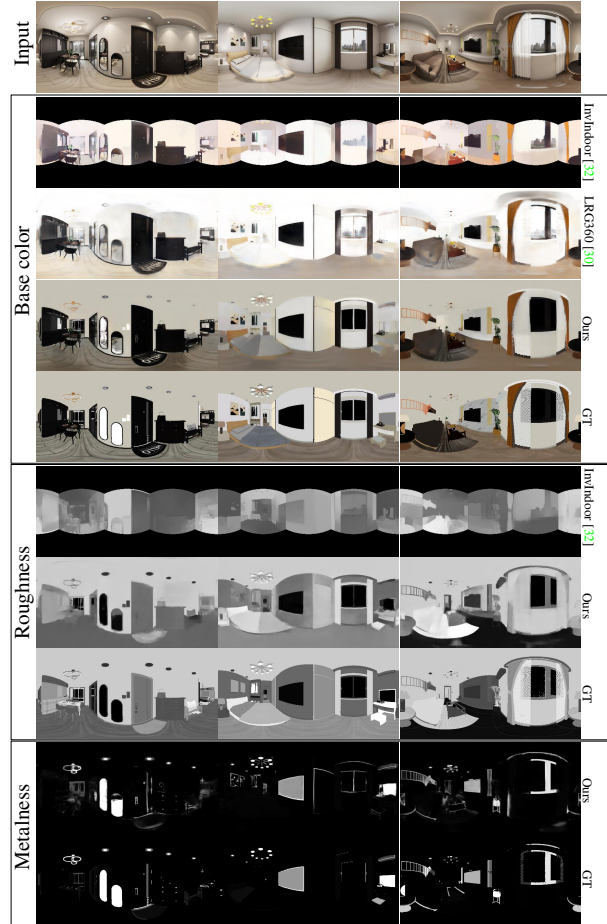 Input
Base color
InvIndoor [32]
LRG360 [30]
Ours
GT
Roughness
InvIndoor [32]
Ours
GT
Metalness
Ours
GT